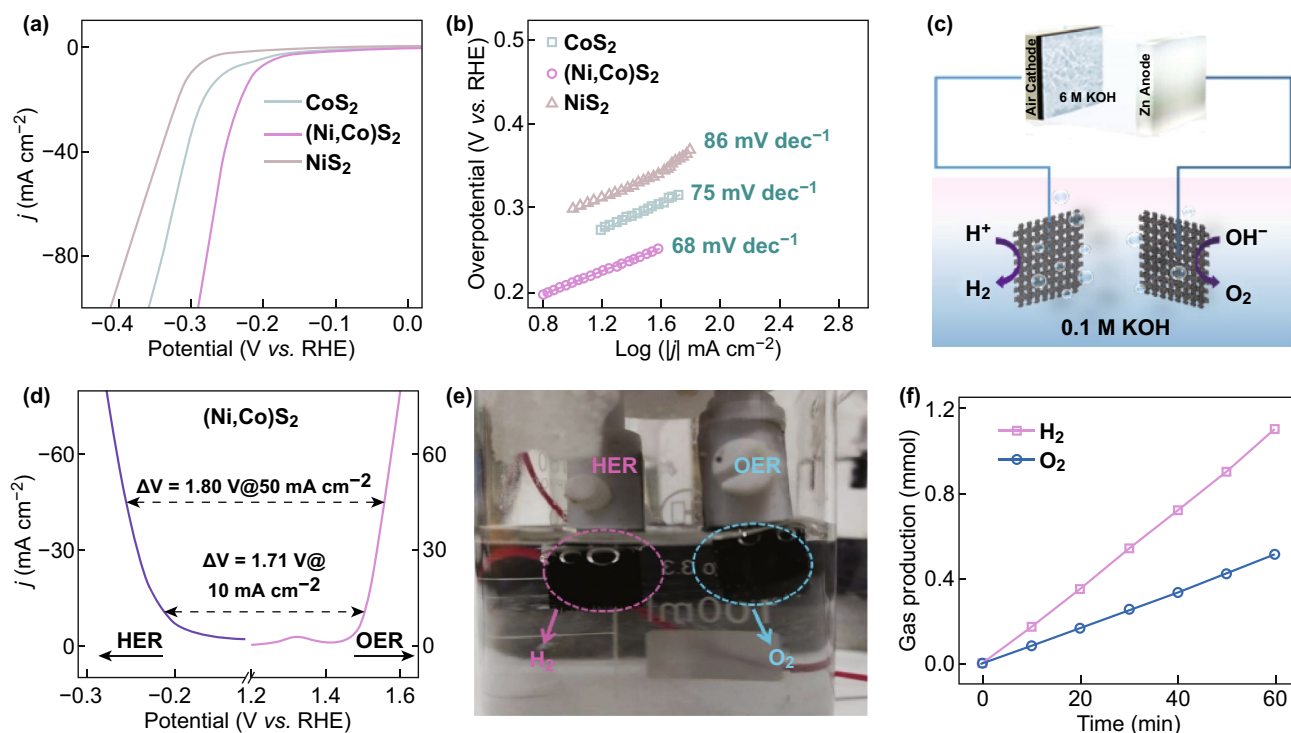 (a)
0
−40
−80
j (mA cm−2)
CoS2
(Ni,Co)S2
NiS2
−0.4 −0.3 −0.2 −0.1 0.0
Potential (V vs. RHE)
(b)
0.5
0.4
0.3
0.2
Overpotential (V vs. RHE)
CoS2
(Ni,Co)S2
NiS2
86 mV dec−1
75 mV dec−1
68 mV dec−1
0.8 1.2 1.6 2.0 2.4 2.8
Log (|j| mA cm−2)
(c)
Air Cathode
6 M KOH
Zn Anode
H+
H2
OH−
O2
0.1 M KOH
(d)
(Ni,Co)S2
−60
−30
0
j (mA cm−2)
60
30
0
ΔV = 1.80 V@50 mA cm−2
ΔV = 1.71 V@
10 mA cm−2
HER
OER
−0.3 −0.2 1.2 1.4 1.6
Potential (V vs. RHE)
(e)
HER
OER
H2
O2
(f)
1.2
0.8
0.4
0.0
Gas production (mmol)
H2
O2
0 20 40 60
Time (min)